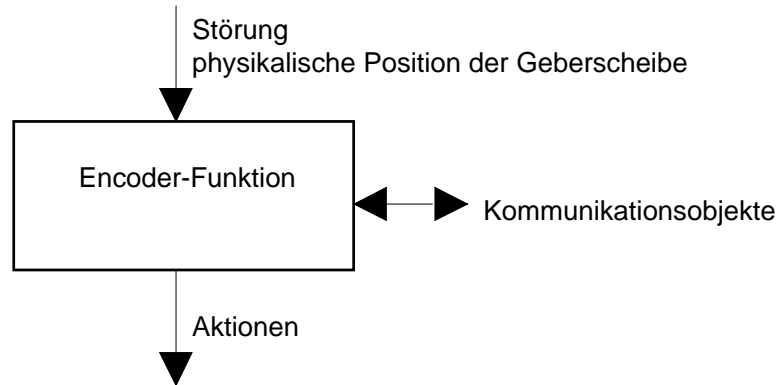 Störung
physikalische Position der Geberscheibe
Encoder-Funktion
Kommunikationsobjekte
Aktionen